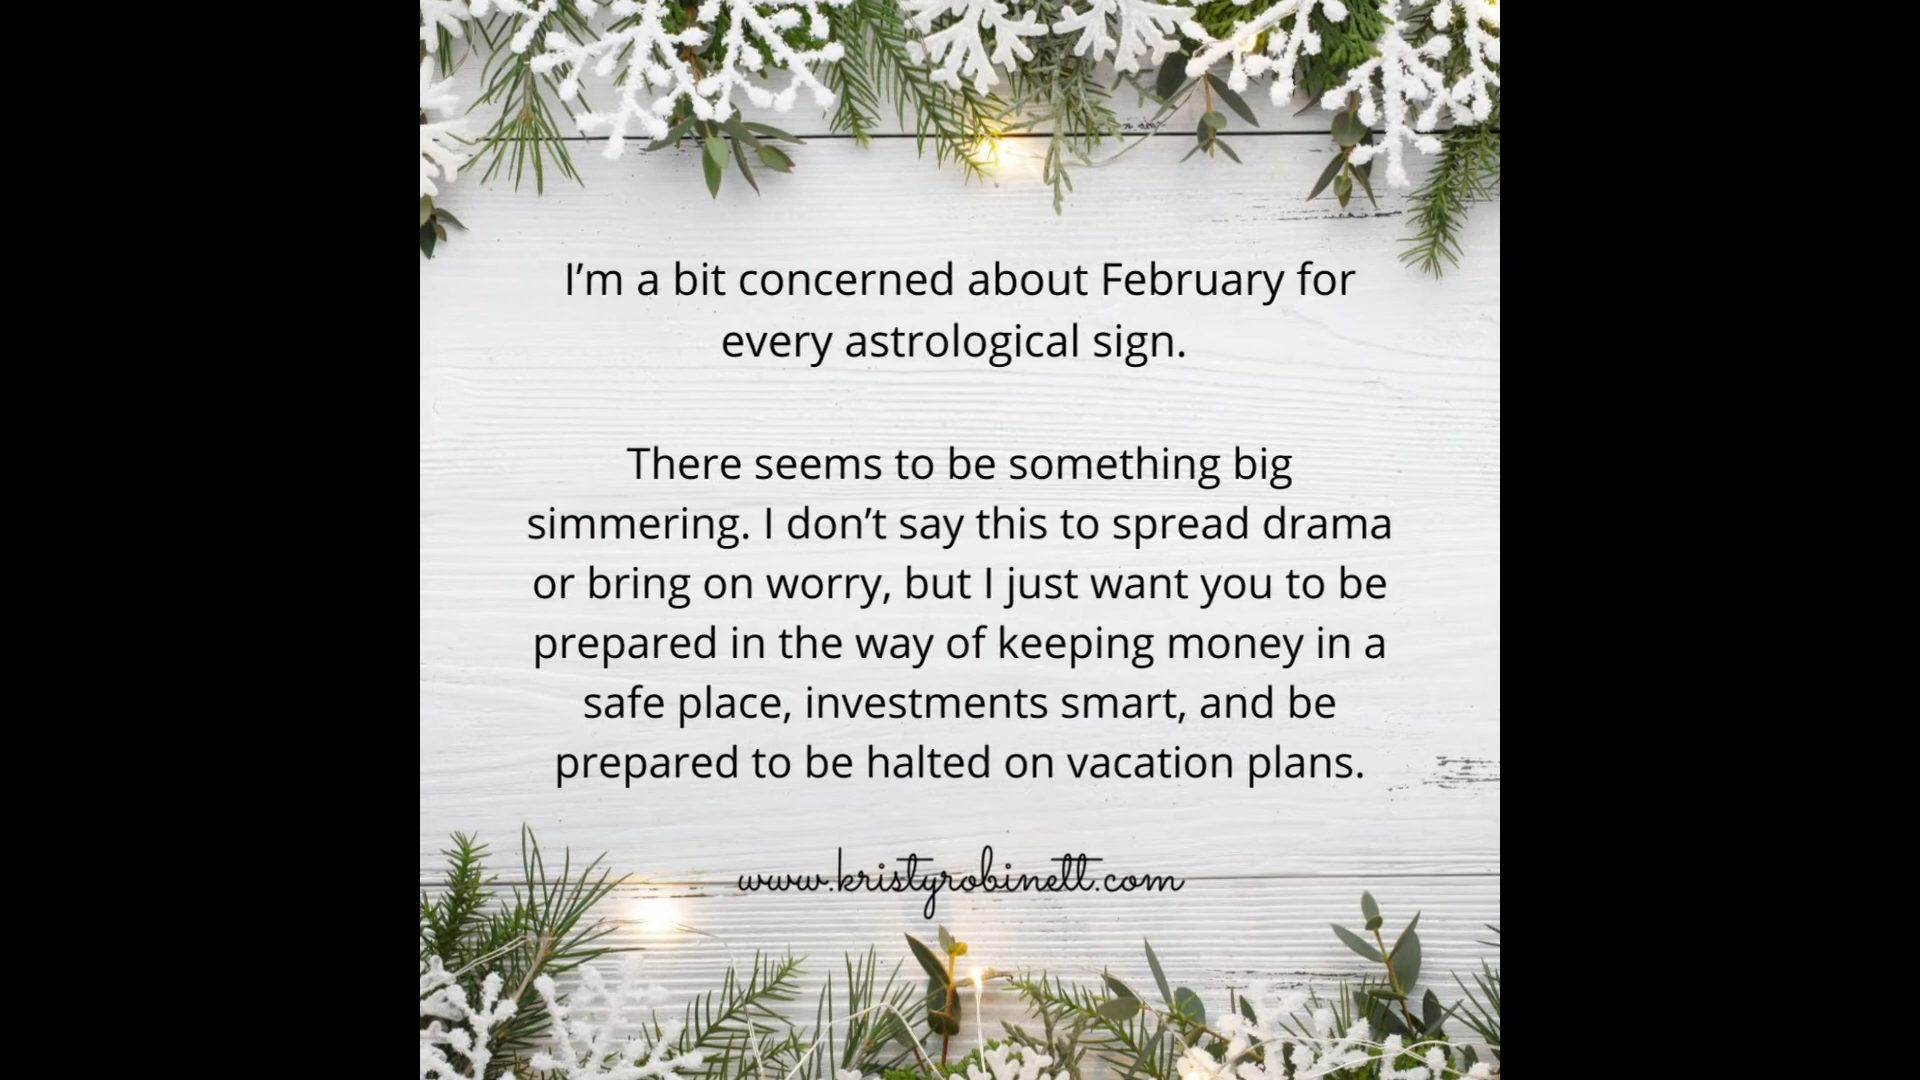 I’m a bit concerned about February for
every astrological sign.
There seems to be something big
simmering. I don’t say this to spread drama
or bring on worry, but I just want you to be
prepared in the way of keeping money in a
safe place, investments smart, and be
prepared to be halted on vacation plans.
www.kristyrobinett.com